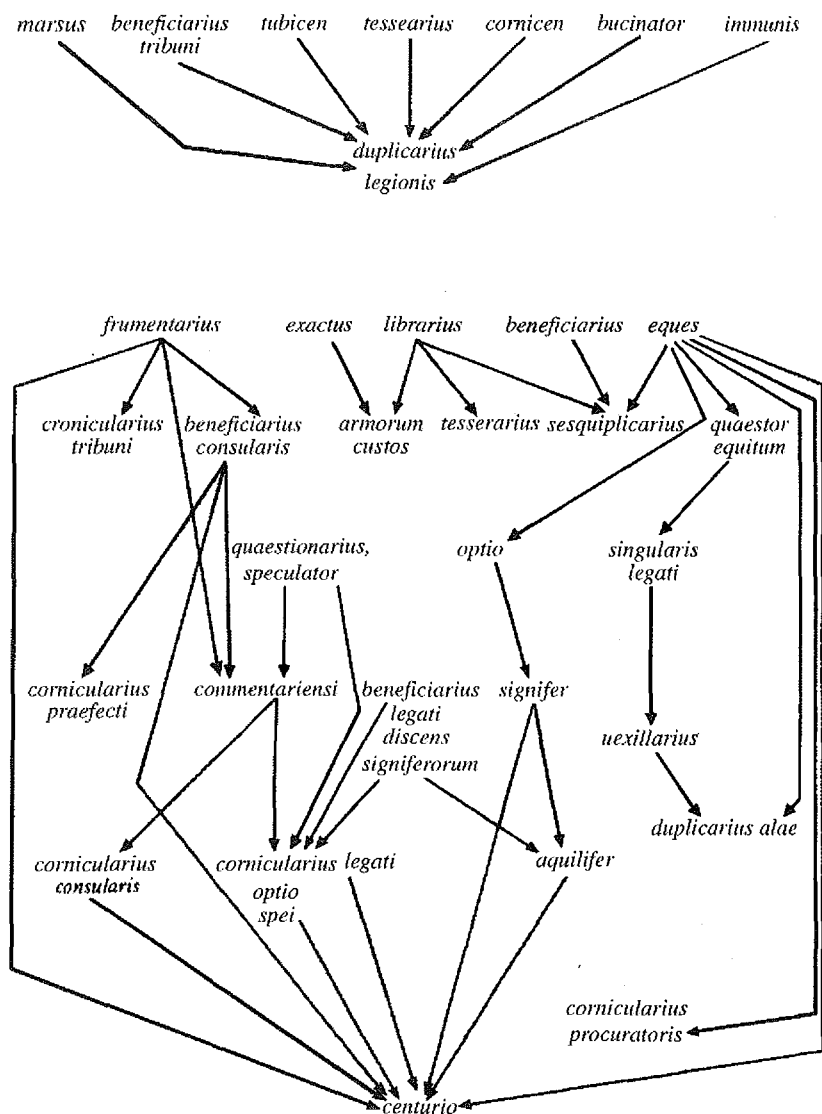 marsus beneficiarius tubicen tessearius cornicen bucinator immunis
tribuni
duplicarius
legionis
frumentarius exactus librarius beneficiarius eques
cronicularius beneficiarius armorum tesserarius sesquiplicarius quaestor
tribuni consularis custos equitum
quaestionarius,
speculator
optio singularis
legati
cornicularius commentariensi beneficiarius signifer
praefecti legati
discens
signiferorum
uexillarius
duplicarius alae
cornicularius cornicularius legati aquilifer
consularis optio
spei
cornicularius
procuratoris
centurio